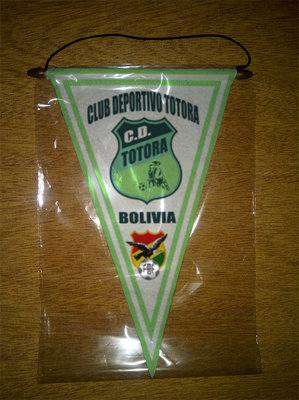 CLUB DEPORTIVO TOTORA
C.D.
TOTORA
BOLIVIA